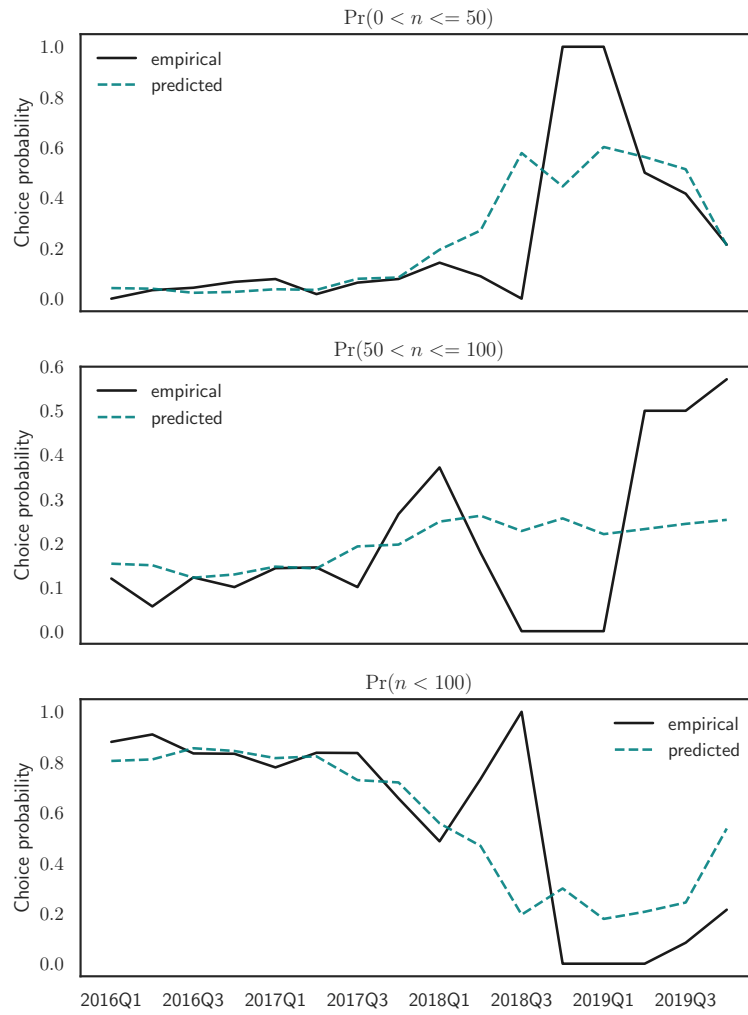 Pr(0 < n <= 50)
Choice probability
1.0
0.8
0.6
0.4
0.2
0.0
empirical
predicted
Pr(50 < n <= 100)
Choice probability
0.6
0.5
0.4
0.3
0.2
0.1
0.0
empirical
predicted
Pr(n < 100)
Choice probability
1.0
0.8
0.6
0.4
0.2
0.0
empirical
predicted
2016Q1 2016Q3 2017Q1 2017Q3 2018Q1 2018Q3 2019Q1 2019Q3